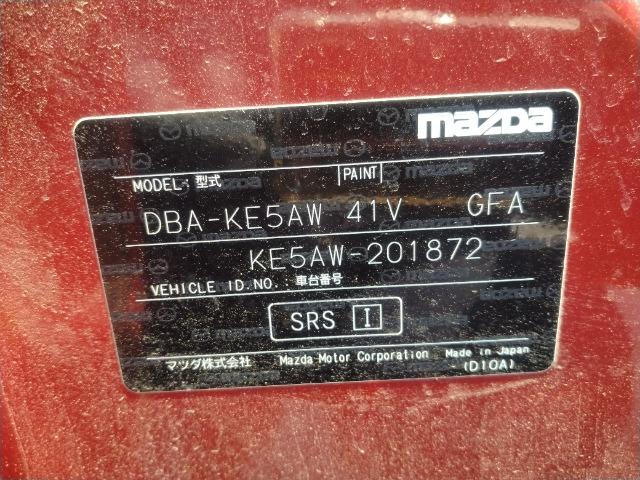 mazda
MODEL・型式 PAINT
DBA-KE5AW 41V GFA
KE5AW-201872
VEHICLE ID.NO.・車台番号
SRS I
マツダ株式会社 Mazda Motor Corporation Made in Japan
(D10A)